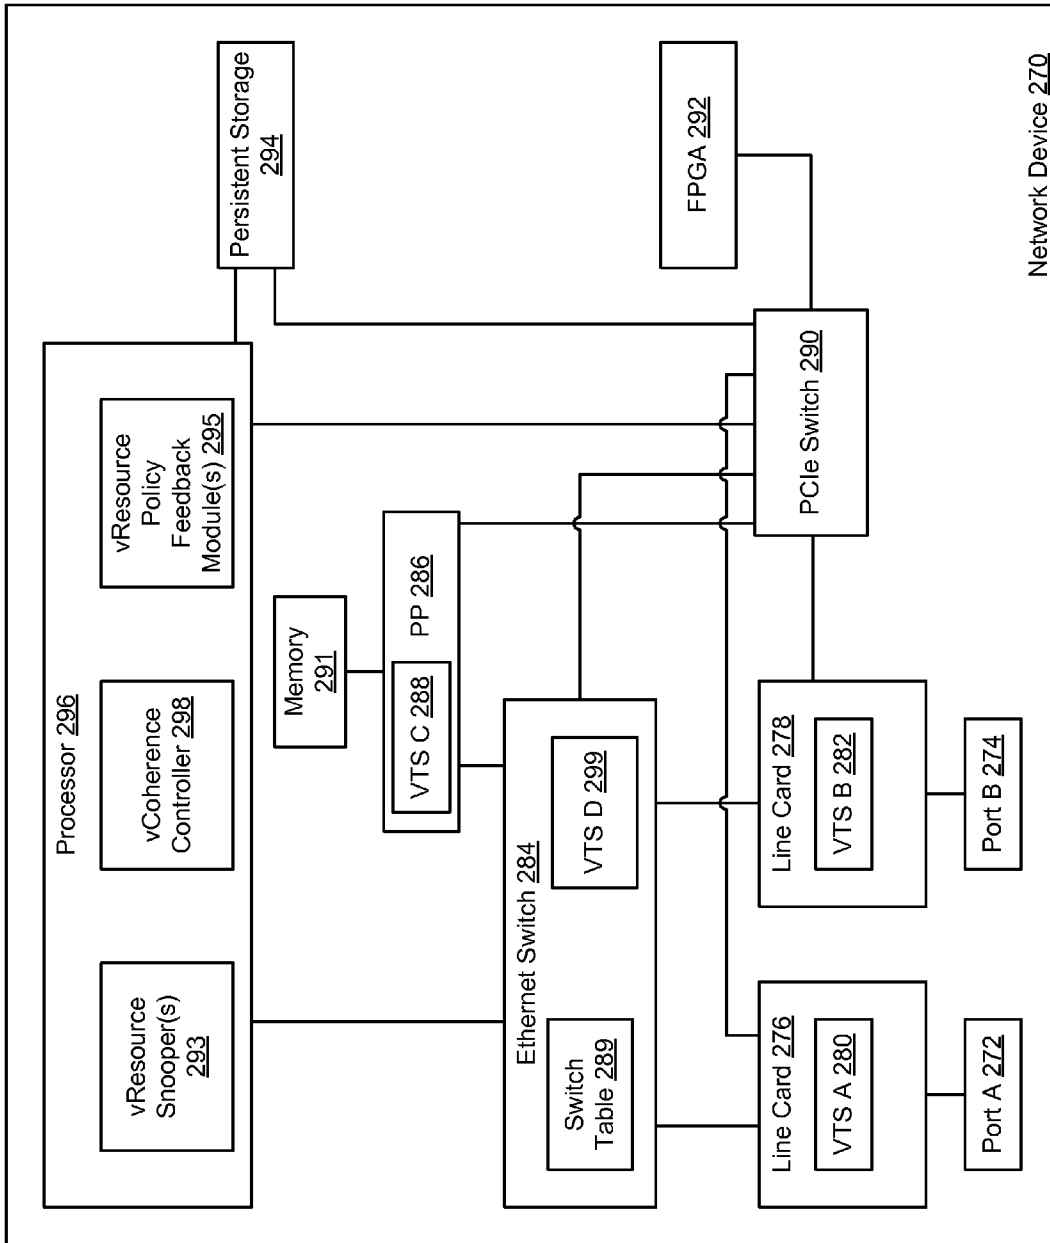 Processor 296
vResource
Snooper(s)
293
vCoherence
Controller 298
vResource
Policy
Feedback
Module(s) 295
Persistent Storage
294
Memory
291
PP 286
VTS C 288
Ethernet Switch 284
Switch
Table 289
VTS D 299
Line Card 276
VTS A 280
Line Card 278
VTS B 282
PCIe Switch 290
FPGA 292
Port A 272
Port B 274
Network Device 270